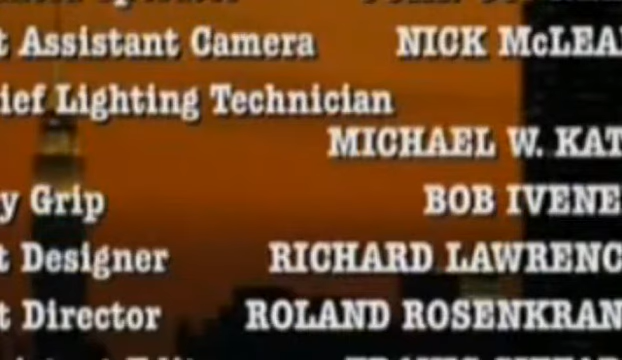 t Assistant Camera NICK McLEA
ief Lighting Technician
MICHAEL W. KAT
y Grip BOB IVENE
t Designer RICHARD LAWRENC
t Director ROLAND ROSENKRAN